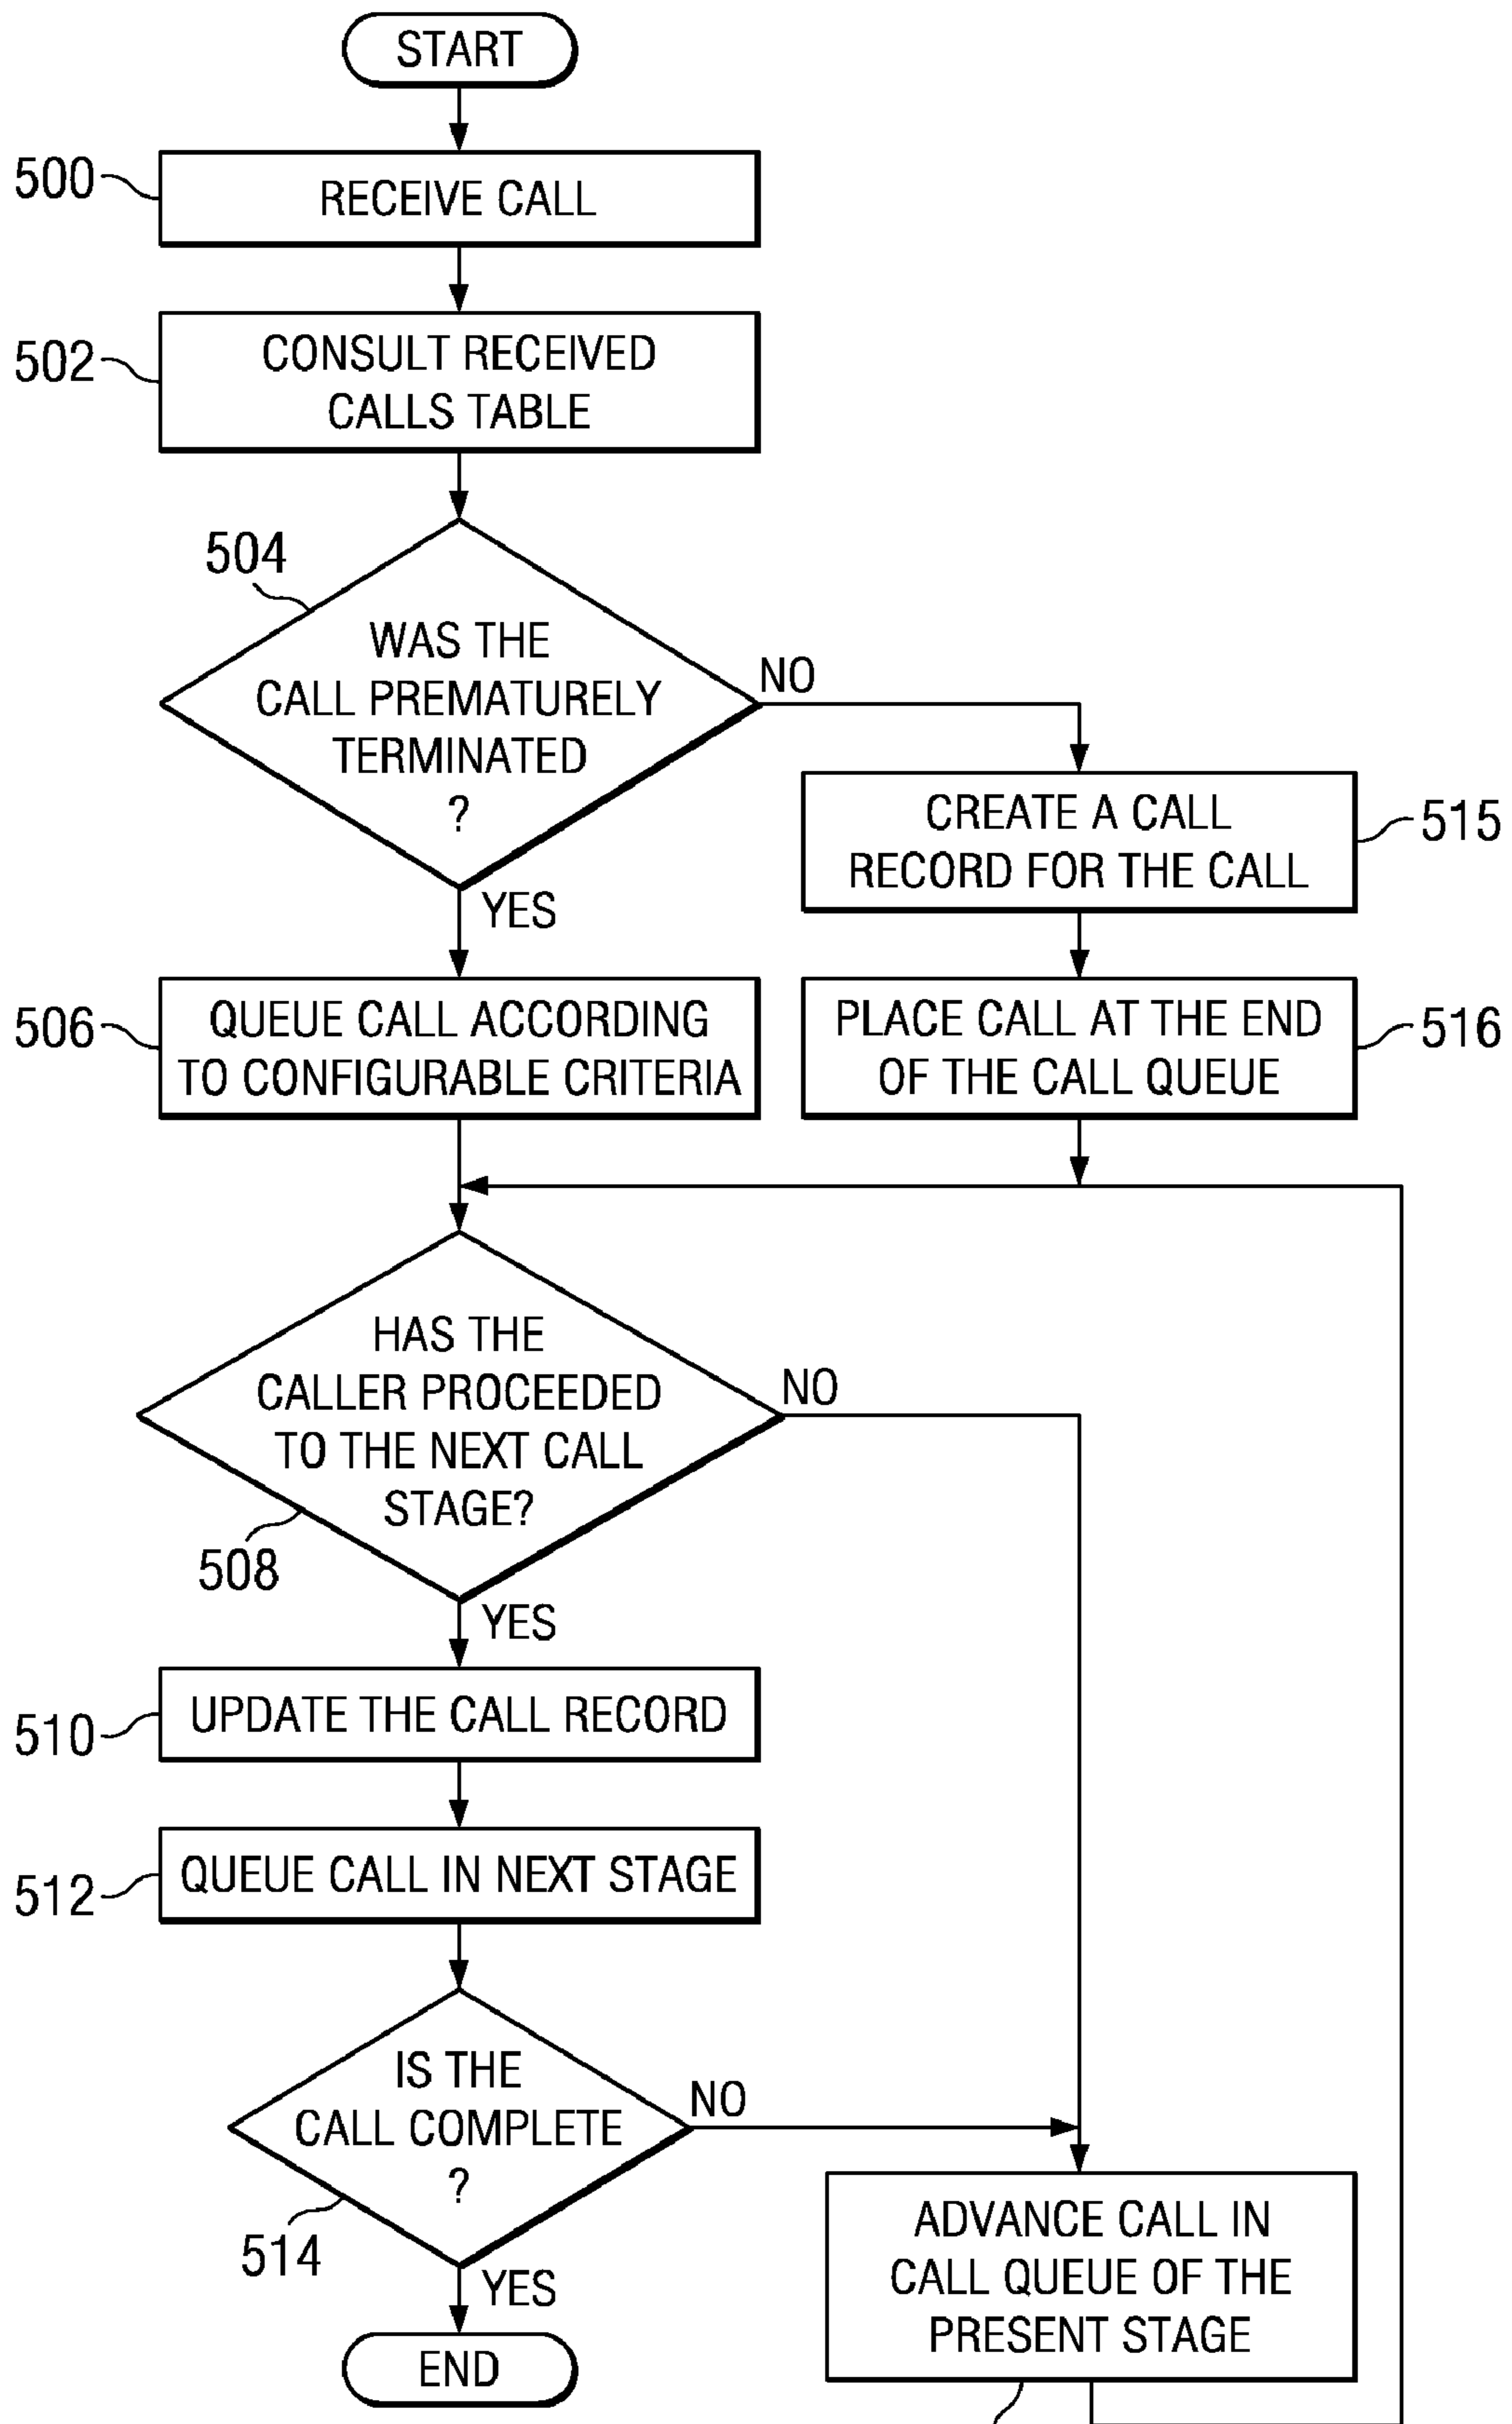 START
500
RECEIVE CALL
502
CONSULT RECEIVED
CALLS TABLE
504
WAS THE
CALL PREMATURELY
TERMINATED
?
NO
YES
CREATE A CALL
RECORD FOR THE CALL
515
506
QUEUE CALL ACCORDING
TO CONFIGURABLE CRITERIA
PLACE CALL AT THE END
OF THE CALL QUEUE
516
HAS THE
CALLER PROCEEDED
TO THE NEXT CALL
STAGE?
NO
508
YES
510
UPDATE THE CALL RECORD
512
QUEUE CALL IN NEXT STAGE
IS THE
CALL COMPLETE
?
NO
514
YES
ADVANCE CALL IN
CALL QUEUE OF THE
PRESENT STAGE
END